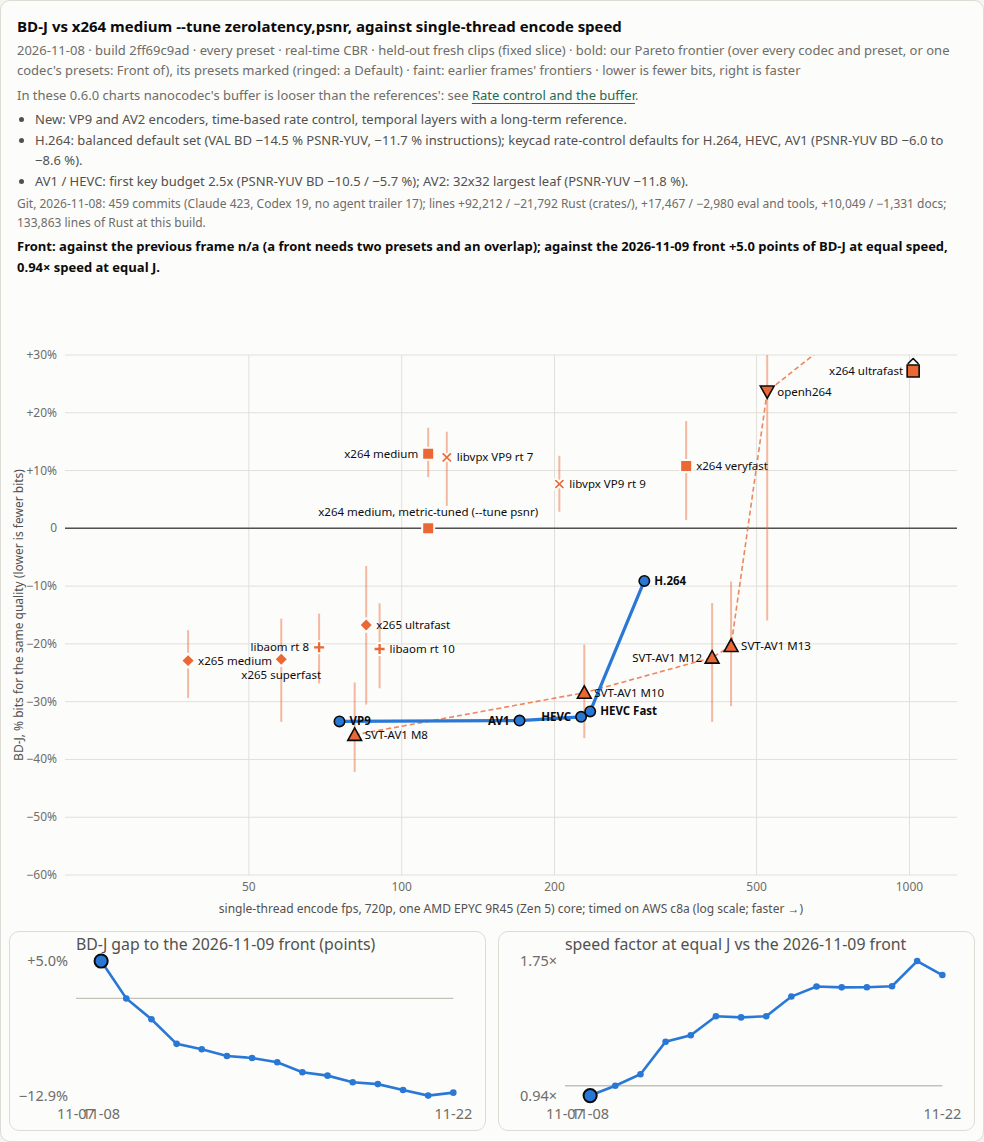 BD-J vs x264 medium --tune zerolatency,psnr, against single-thread encode speed
2026-11-08 · build 2ff69c9ad · every preset · real-time CBR · held-out fresh clips (fixed slice) · bold: our Pareto frontier (over every codec and preset, or one
codec's presets: Front of), its presets marked (ringed: a Default) · faint: earlier frames' frontiers · lower is fewer bits, right is faster
In these 0.6.0 charts nanocodec's buffer is looser than the references': see Rate control and the buffer.
• New: VP9 and AV2 encoders, time-based rate control, temporal layers with a long-term reference.
• H.264: balanced default set (VAL BD −14.5 % PSNR-YUV, −11.7 % instructions); keycad rate-control defaults for H.264, HEVC, AV1 (PSNR-YUV BD −6.0 to
−8.6 %).
• AV1 / HEVC: first key budget 2.5x (PSNR-YUV BD −10.5 / −5.7 %); AV2: 32x32 largest leaf (PSNR-YUV −11.8 %).
Git, 2026-11-08: 459 commits (Claude 423, Codex 19, no agent trailer 17); lines +92,212 / −21,792 Rust (crates/), +17,467 / −2,980 eval and tools, +10,049 / −1,331 docs;
133,863 lines of Rust at this build.
Front: against the previous frame n/a (a front needs two presets and an overlap); against the 2026-11-09 front +5.0 points of BD-J at equal speed,
0.94× speed at equal J.
+30%
x264 ultrafast
+20%
openh264
+10%
x264 medium
libvpx VP9 rt 7
x264 veryfast
libvpx VP9 rt 9
x264 medium, metric-tuned (--tune psnr)
0
−10%
H.264
x265 ultrafast
−20%
libaom rt 8
libaom rt 10
SVT-AV1 M13
x265 medium
SVT-AV1 M12
x265 superfast
−30%
SVT-AV1 M10
HEVC Fast
VP9
AV1
HEVC
SVT-AV1 M8
−40%
−50%
−60%
BD-J, % bits for the same quality (lower is fewer bits)
50
100
200
500
1000
single-thread encode fps, 720p, one AMD EPYC 9R45 (Zen 5) core; timed on AWS c8a (log scale; faster →)
BD-J gap to the 2026-11-09 front (points)
+5.0%
−12.9%
11-07
11-08
11-22
speed factor at equal J vs the 2026-11-09 front
1.75×
0.94×
11-07
11-08
11-22